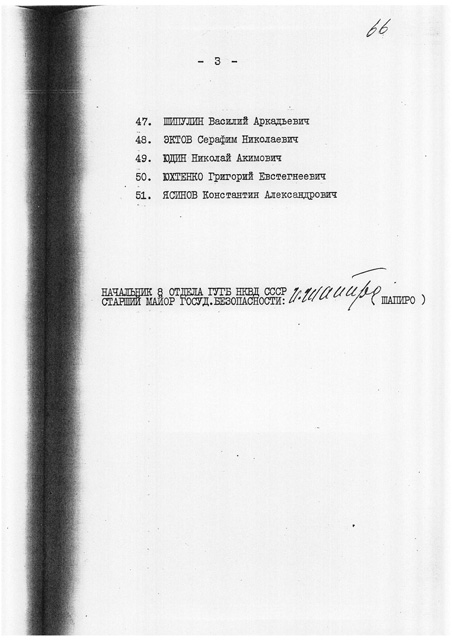 66
- 3 -
47. ШИПУЛИН Василий Аркадьевич
48. ЭКТОВ Серафим Николаевич
49. ЮДИН Николай Акимович
50. ЮХТЕНКО Григорий Евстегнеевич
51. ЯСИНОВ Константин Александрович
НАЧАЛЬНИК 8 ОТДЕЛА ГУГБ НКВД СССР
СТАРШИЙ МАЙОР ГОСУД.БЕЗОПАСНОСТИ: И. Шапиро ( ШАПИРО )